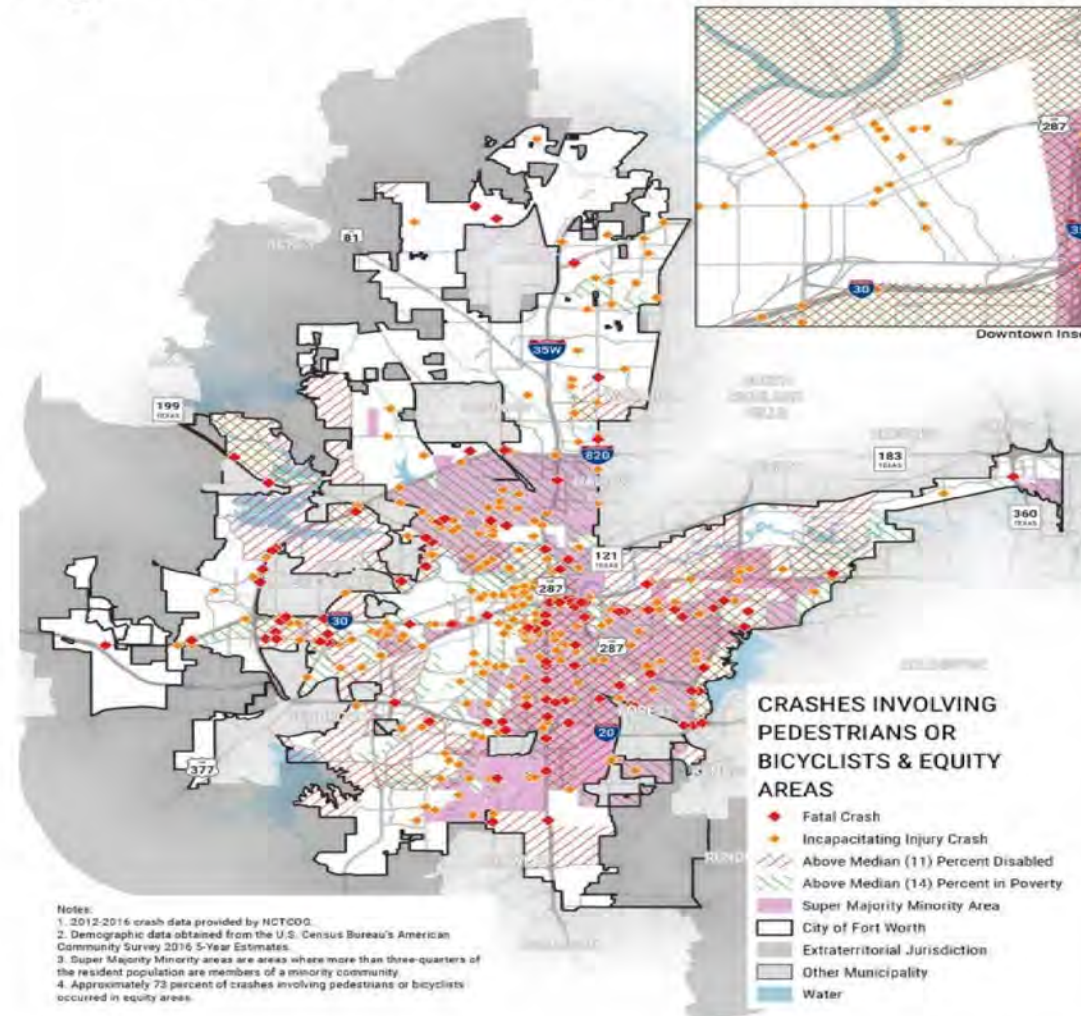 287
35
30
Downtown Inse
81
35W
199
TEXAS
820
183
TEXAS
360
TEXAS
121
TEXAS
287
30
287
20
377
CRASHES INVOLVING
PEDESTRIANS OR
BICYCLISTS & EQUITY
AREAS
Fatal Crash
Incapacitating Injury Crash
Above Median (11) Percent Disabled
Above Median (14) Percent in Poverty
Super Majority Minority Area
City of Fort Worth
Extraterritorial Jurisdiction
Other Municipality
Water
Notes:
1. 2012-2016 crash data provided by NCTCOG.
2. Demographic data obtained from the U.S. Census Bureau's American
Community Survey 2016 5-Year Estimates.
3. Super Majority Minority areas are areas where more than three-quarters of
the resident population are members of a minority community.
4. Approximately 73 percent of crashes involving pedestrians or bicyclists
occurred in equity areas.